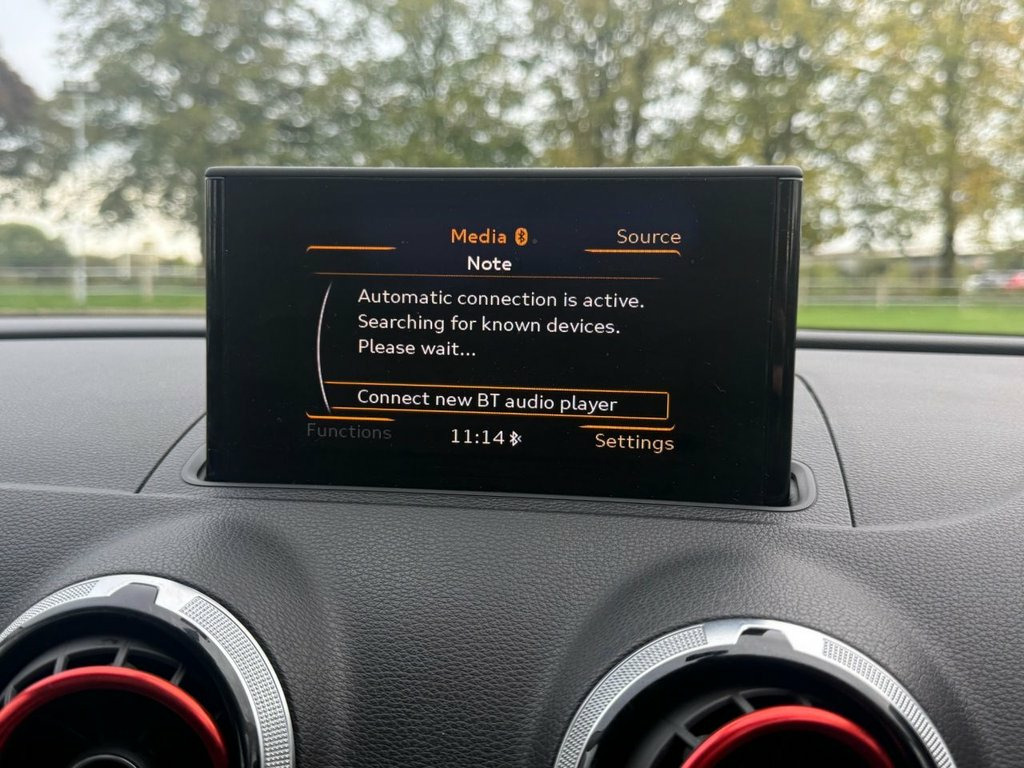 Media
Source
Note
Automatic connection is active.
Searching for known devices.
Please wait...
Connect new BT audio player
Functions
11:14
Settings